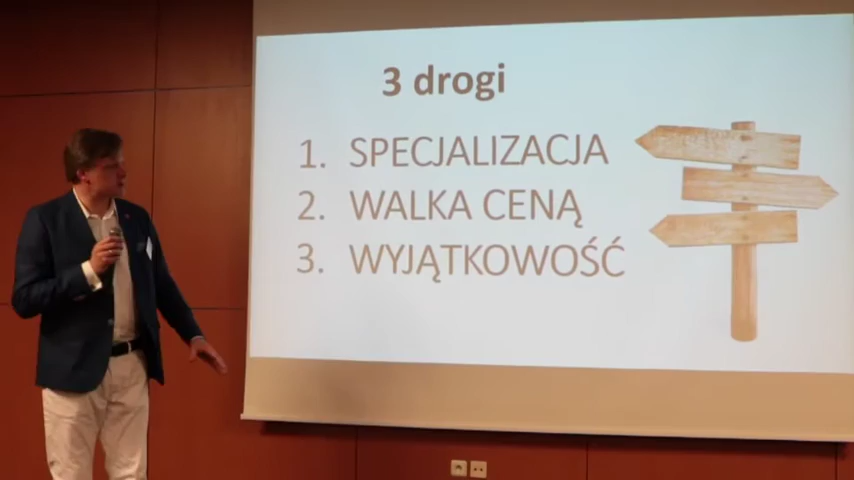 3 drogi
1. SPECJALIZACJA
2. WALKA CENĄ
3. WYJĄTKOWOŚĆ